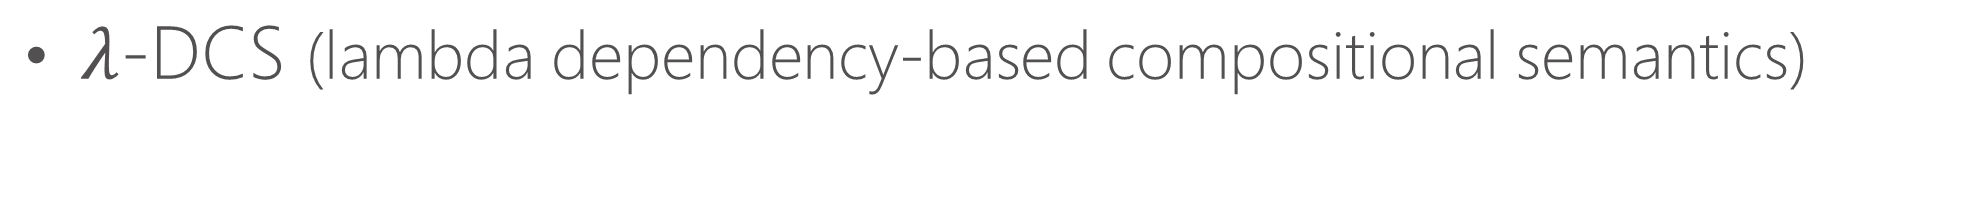 • λ-DCS (lambda dependency-based compositional semantics)